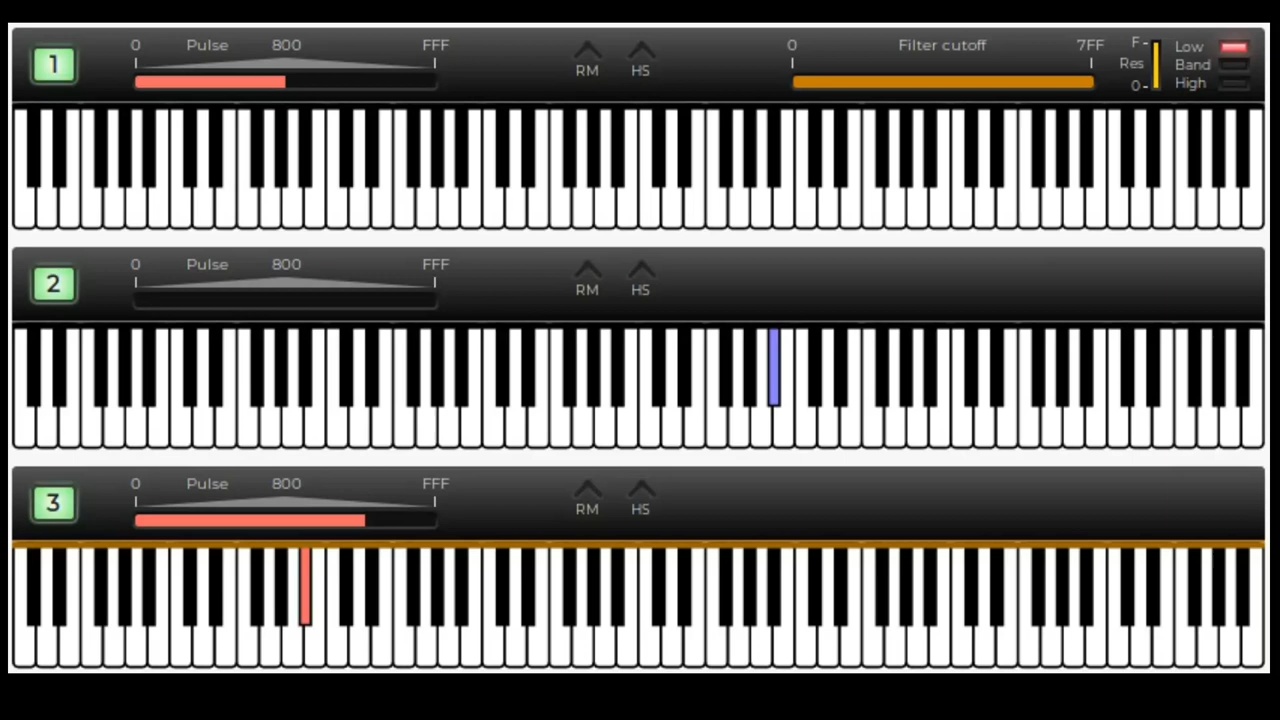 1 0 Pulse 800 FFF RM HS 0 Filter cutoff 7FF F- Res 0- Low
Band
High
2 0 Pulse 800 FFF RM HS
3 0 Pulse 800 FFF RM HS